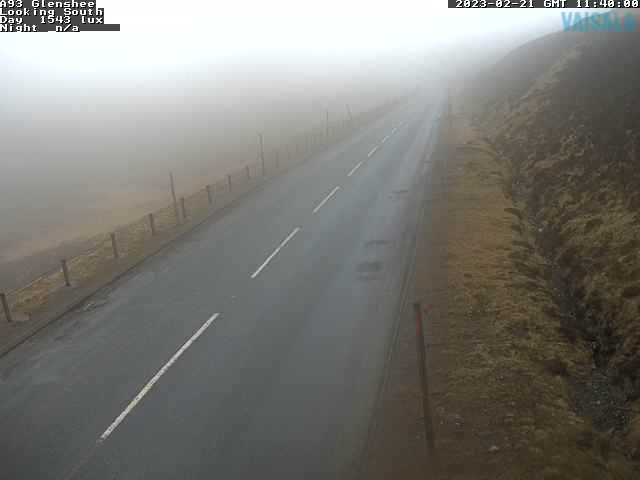 A93 Glenshee
Looking South
Day 1543 lux
Night n/a
2023-02-21 GMT 11:40:00
VAISALA